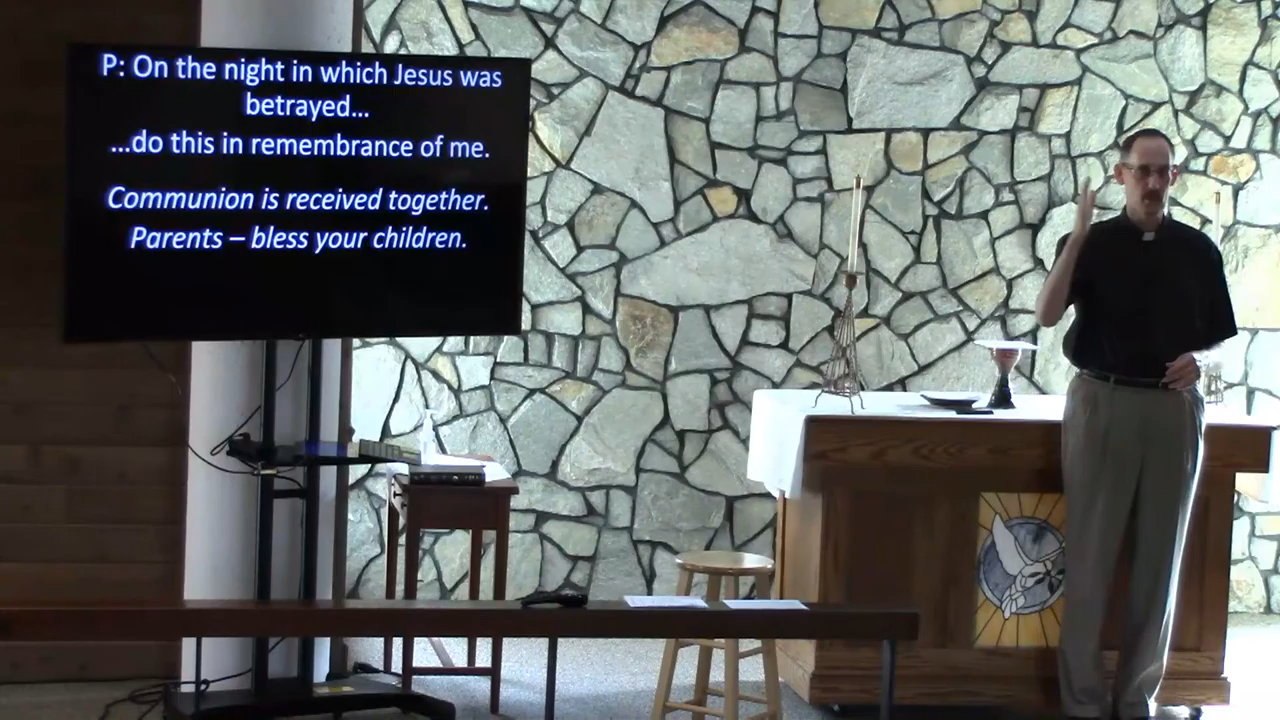 P: On the night in which Jesus was
betrayed...
...do this in remembrance of me.
Communion is received together.
Parents – bless your children.